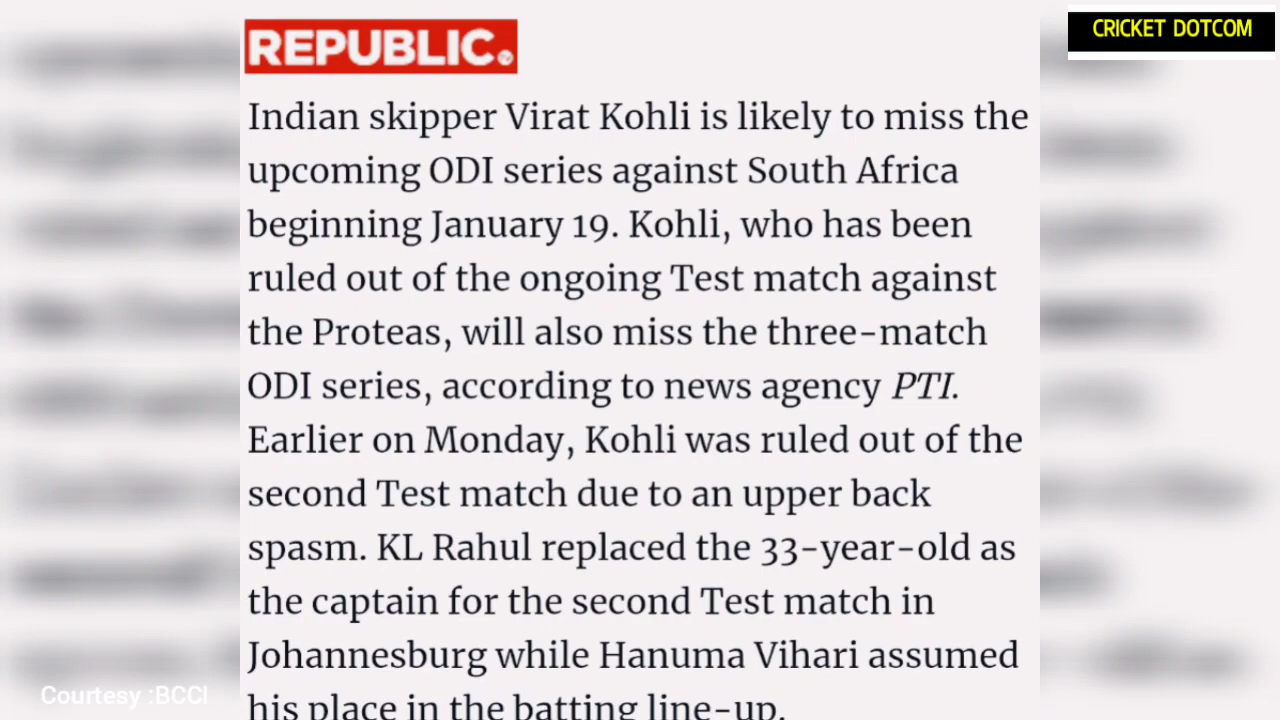 REPUBLIC.
CRICKET DOTCOM
Indian skipper Virat Kohli is likely to miss the
upcoming ODI series against South Africa
beginning January 19. Kohli, who has been
ruled out of the ongoing Test match against
the Proteas, will also miss the three-match
ODI series, according to news agency PTI.
Earlier on Monday, Kohli was ruled out of the
second Test match due to an upper back
spasm. KL Rahul replaced the 33-year-old as
the captain for the second Test match in
Johannesburg while Hanuma Vihari assumed
his place in the batting line-up.
Courtesy :BCCI